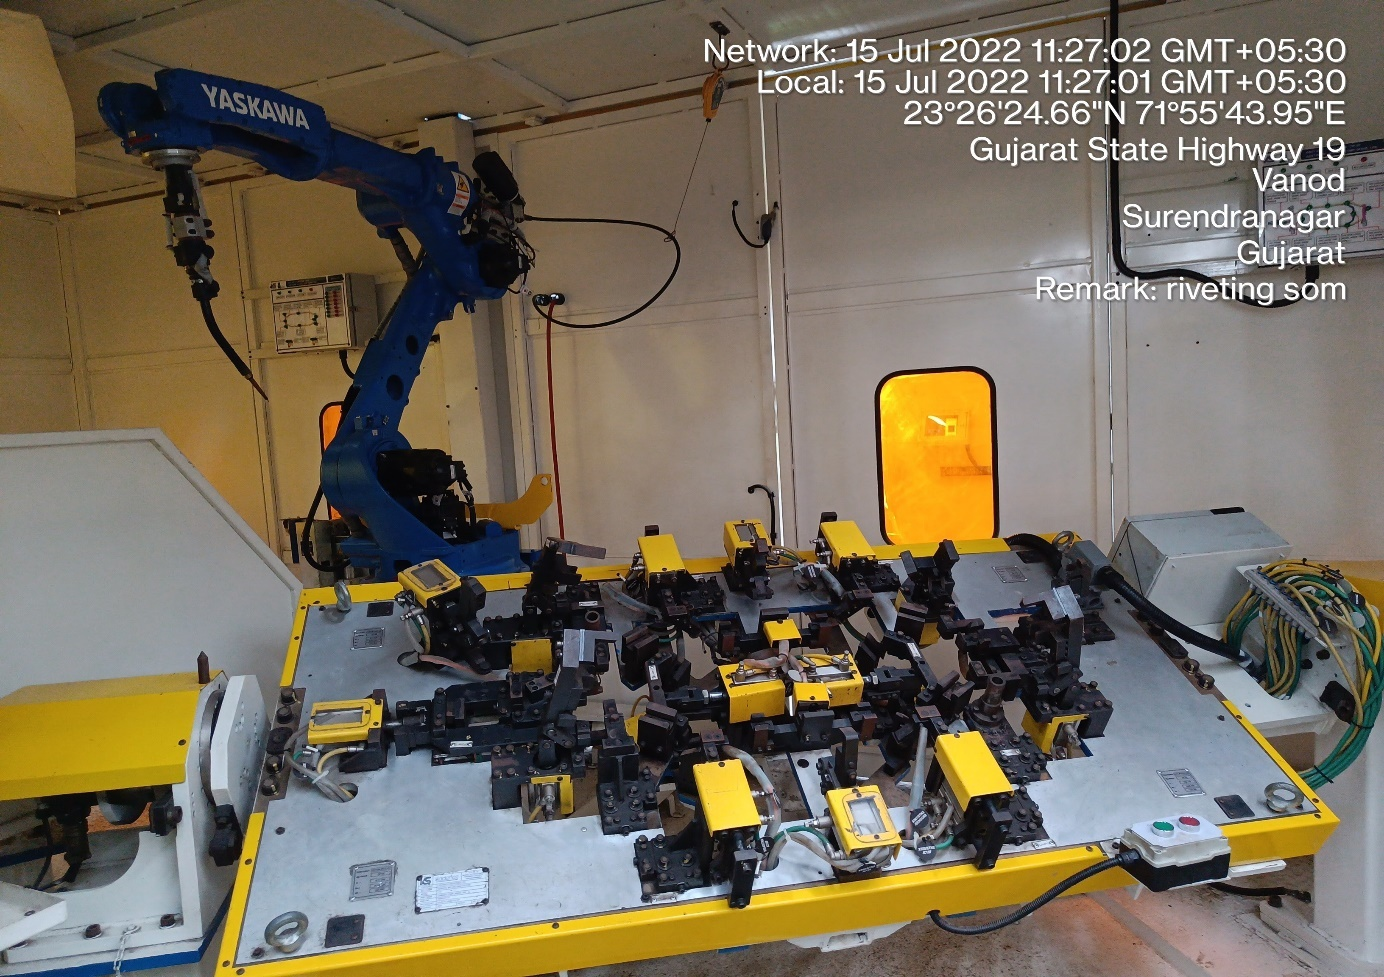 Network: 15 Jul 2022 11:27:02 GMT+05:30
Local: 15 Jul 2022 11:27:01 GMT+05:30
23°26'24.66"N 71°55'43.95"E
Gujarat State Highway 19
Vanod
Surendranagar
Gujarat
Remark: riveting som
YASKAWA